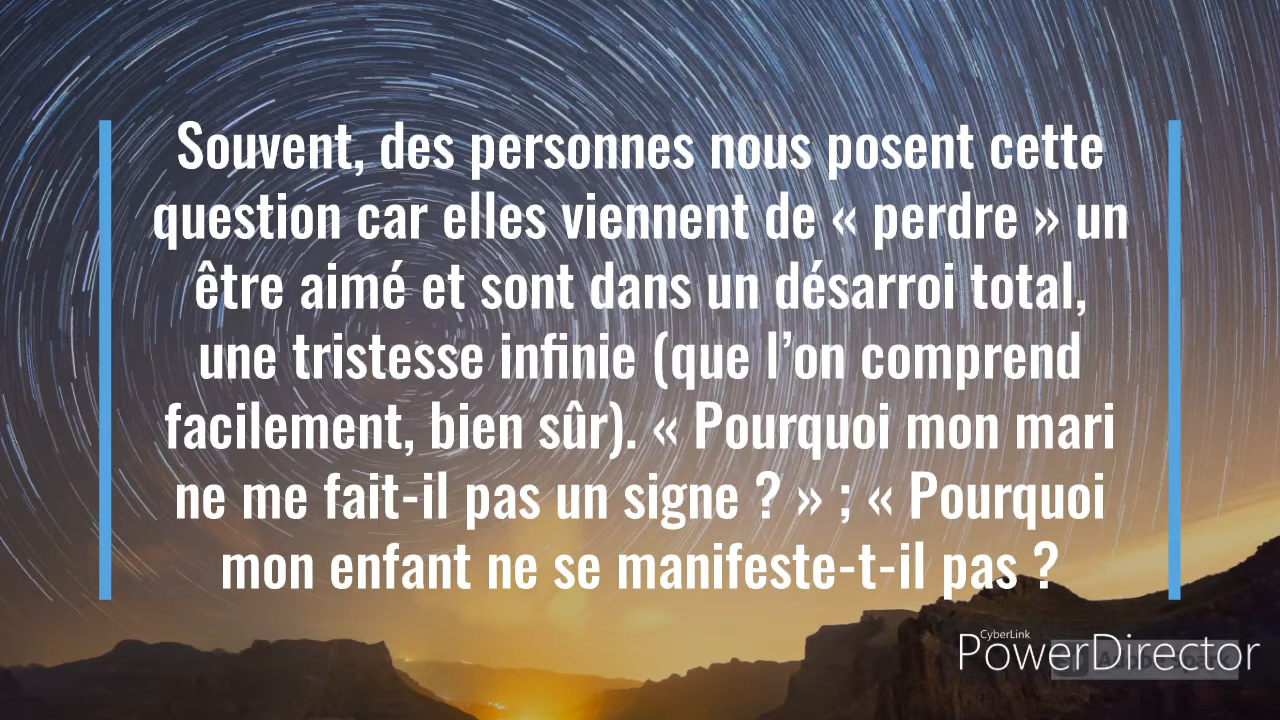 Souvent, des personnes nous posent cette
question car elles viennent de « perdre » un
être aimé et sont dans un désarroi total,
une tristesse infinie (que l’on comprend
facilement, bien sûr). « Pourquoi mon mari
ne me fait-il pas un signe ? » ; « Pourquoi
mon enfant ne se manifeste-t-il pas ?
CyberLink
PowerDirector